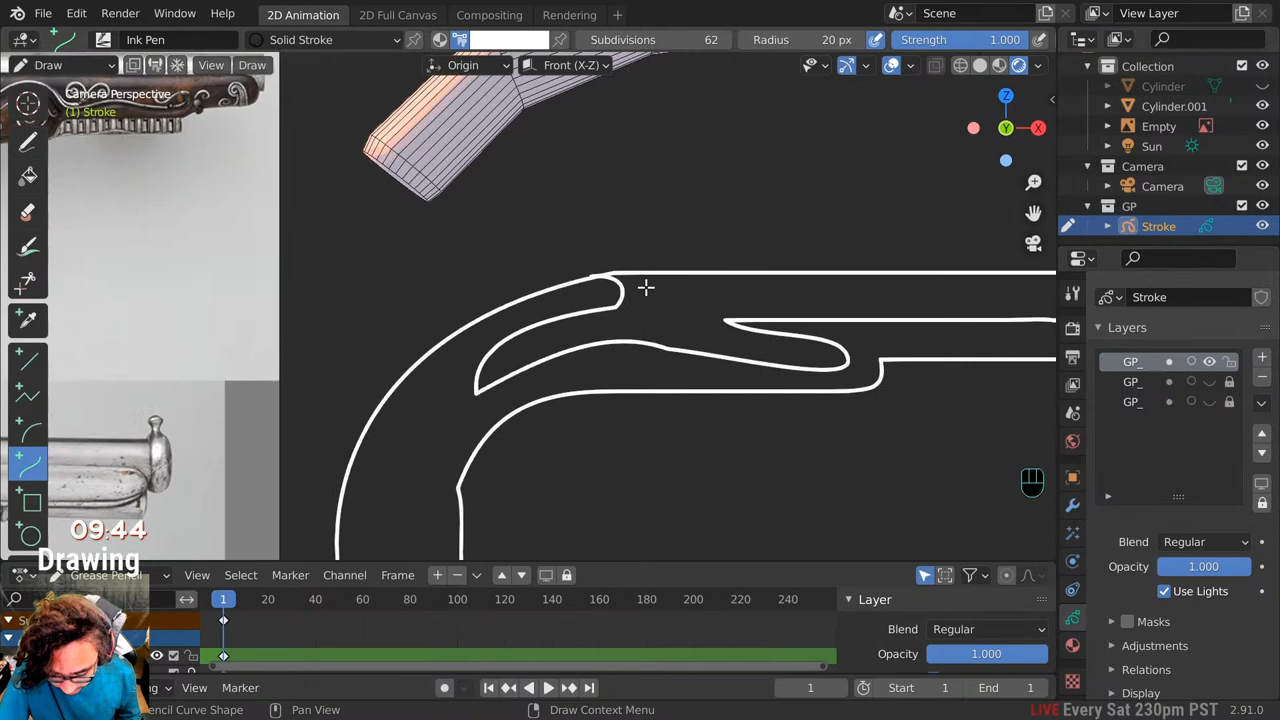 File Edit Render Window Help 2D Animation 2D Full Canvas Compositing Rendering + Scene View Layer
Ink Pen Solid Stroke Subdivisions 62 Radius 20 px Strength 1.000
Draw View Draw Origin Front (X-Z)
Camera Perspective
(1) Stroke
Z
Y
X
Collection
Cylinder
Cylinder.001
Empty
Sun
Camera
Camera
GP
Stroke
Stroke
Layers
GP_
GP_
GP_
Blend Regular
Opacity 1.000
Use Lights
Masks
Adjustments
Relations
Display
09:44
Drawing
Grease Pencil View Select Marker Channel Frame
1 20 40 60 80 100 120 140 160 180 200 220 240
Layer
Blend Regular
Opacity 1.000
View Marker 1 Start 1 End 1
encil Curve Shape Pan View Draw Context Menu
LIVE Every Sat 230pm PST 2.91.0